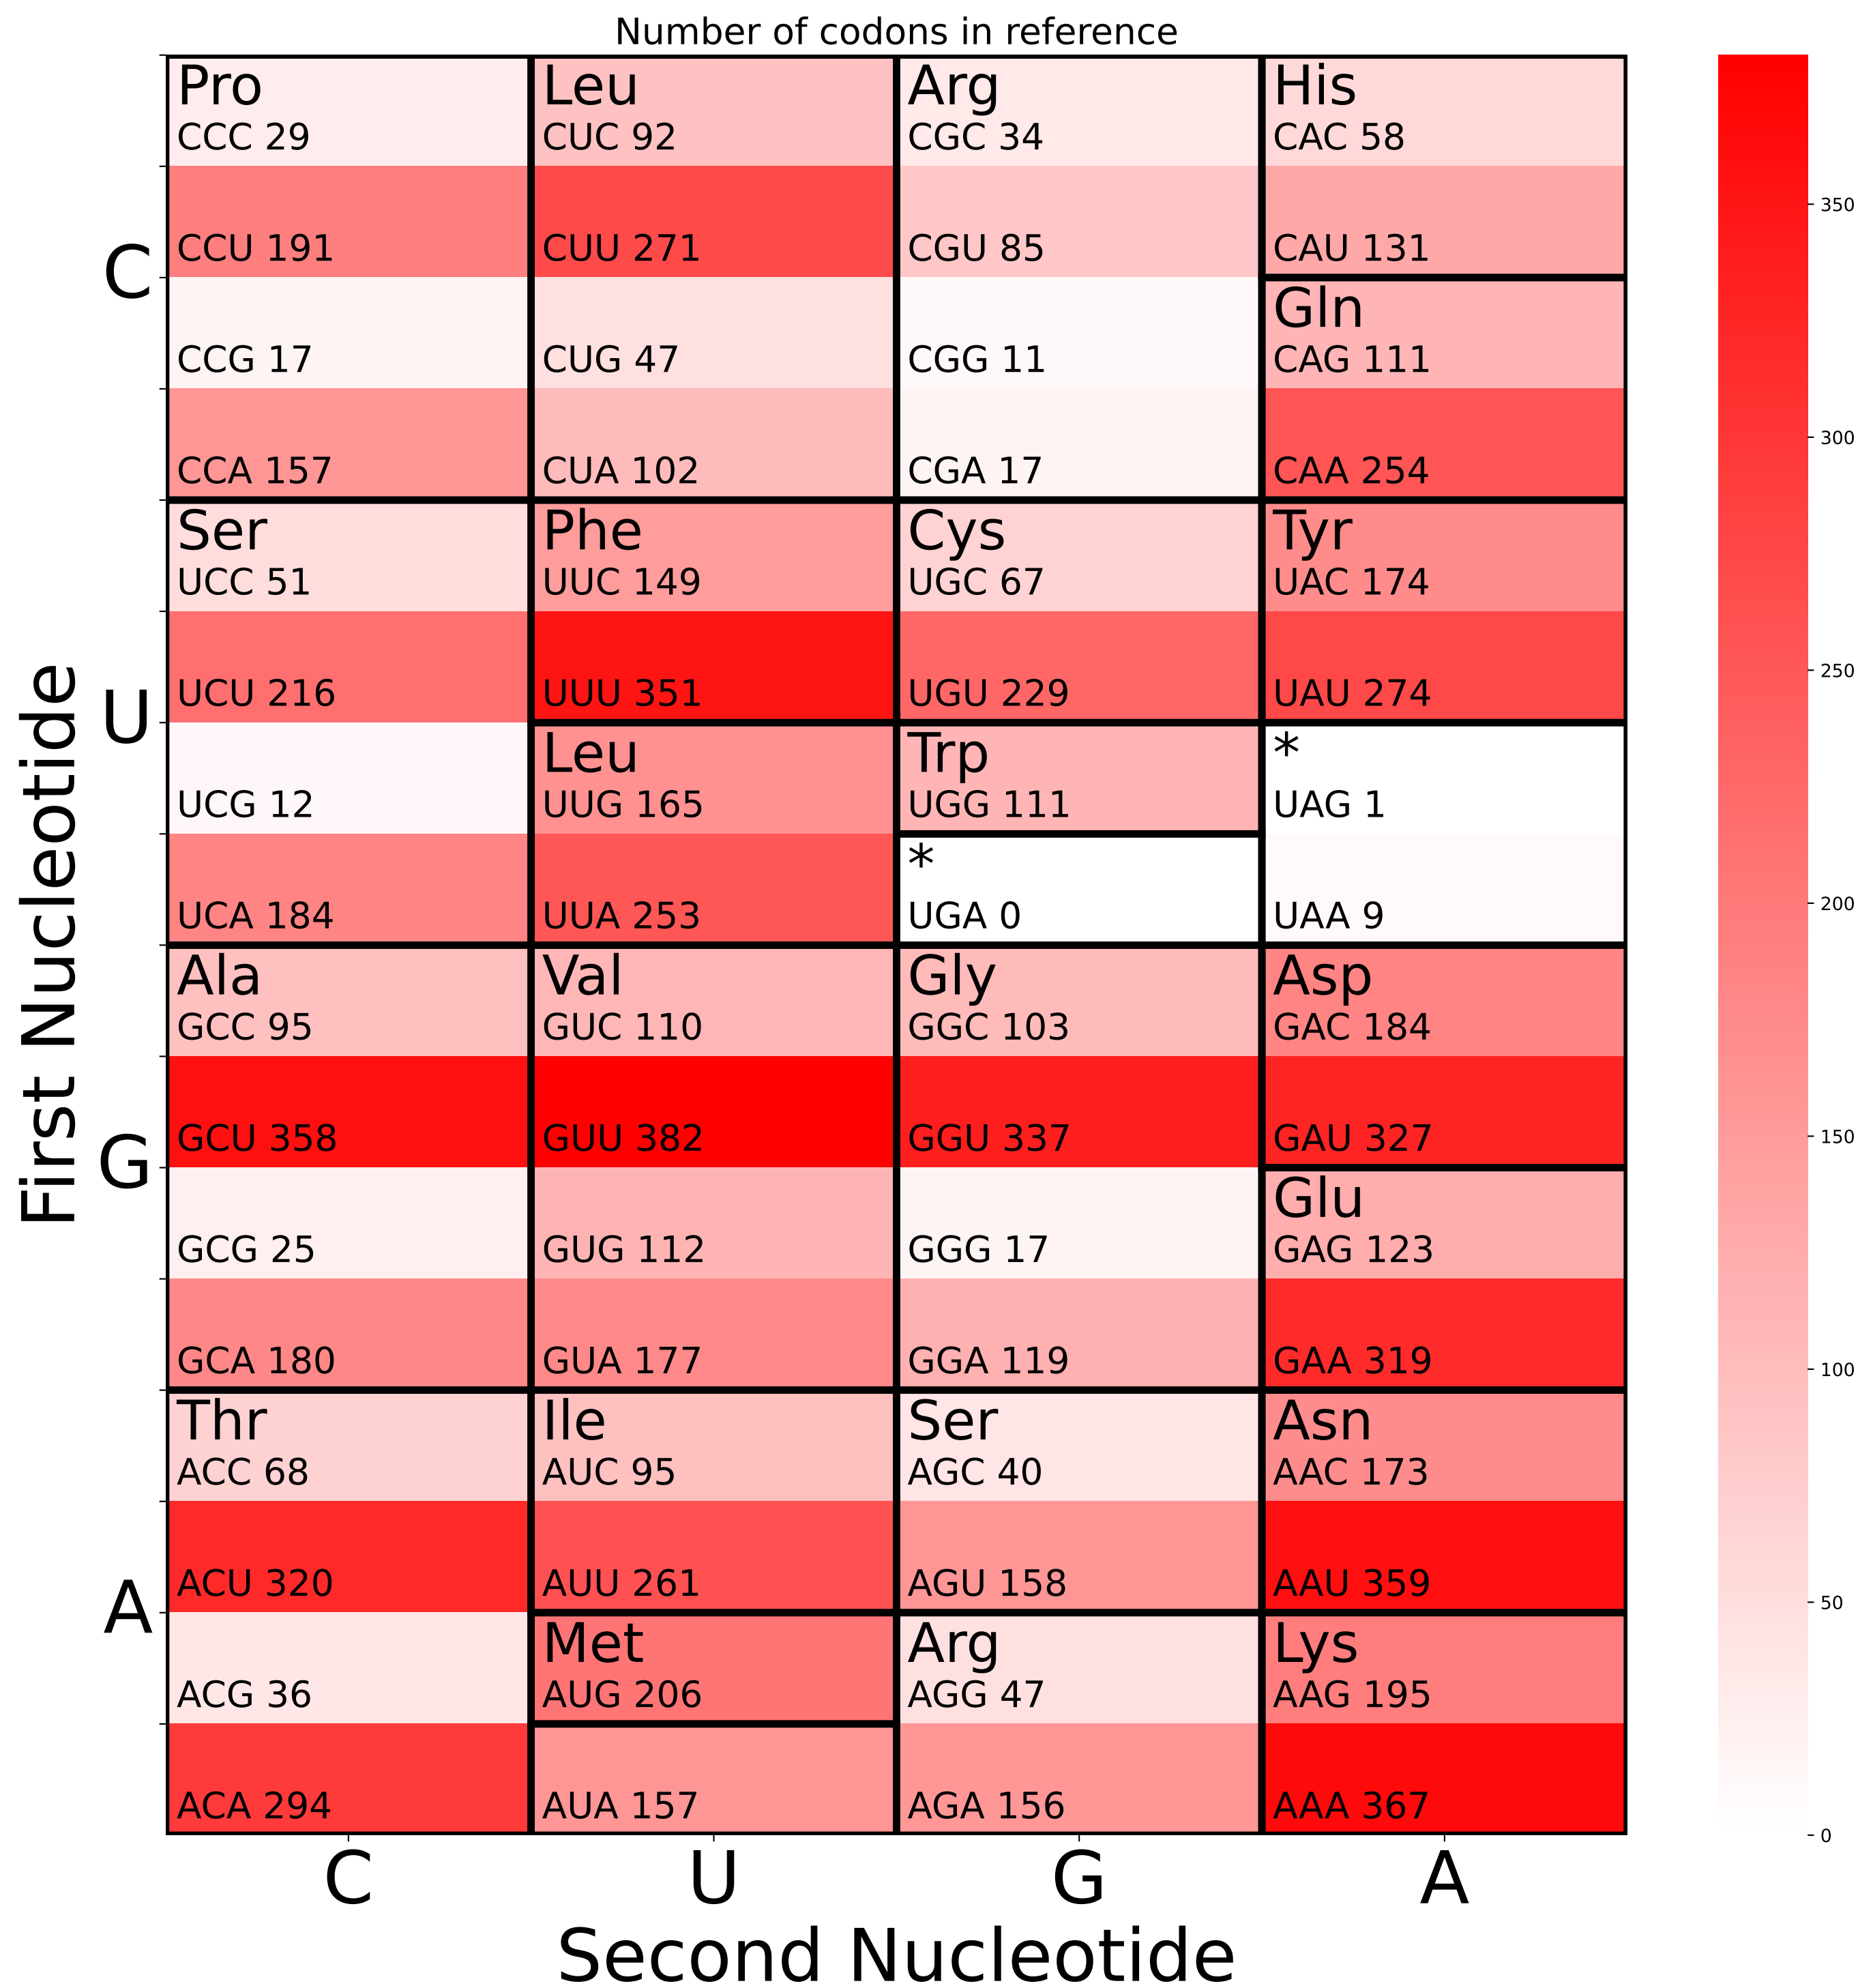 Number of codons in reference
Pro Leu Arg His
CCC 29 CUC 92 CGC 34 CAC 58
CCU 191 CUU 271 CGU 85 CAU 131
Gln
CCG 17 CUG 47 CGG 11 CAG 111
CCA 157 CUA 102 CGA 17 CAA 254
Ser Phe Cys Tyr
UCC 51 UUC 149 UGC 67 UAC 174
UCU 216 UUU 351 UGU 229 UAU 274
Leu Trp *
UCG 12 UUG 165 UGG 111 UAG 1
*
UCA 184 UUA 253 UGA 0 UAA 9
Ala Val Gly Asp
GCC 95 GUC 110 GGC 103 GAC 184
GCU 358 GUU 382 GGU 337 GAU 327
Glu
GCG 25 GUG 112 GGG 17 GAG 123
GCA 180 GUA 177 GGA 119 GAA 319
Thr Ile Ser Asn
ACC 68 AUC 95 AGC 40 AAC 173
ACU 320 AUU 261 AGU 158 AAU 359
Met Arg Lys
ACG 36 AUG 206 AGG 47 AAG 195
ACA 294 AUA 157 AGA 156 AAA 367
C
U
G
A
First Nucleotide
C U G A
Second Nucleotide
350
300
250
200
150
100
50
0